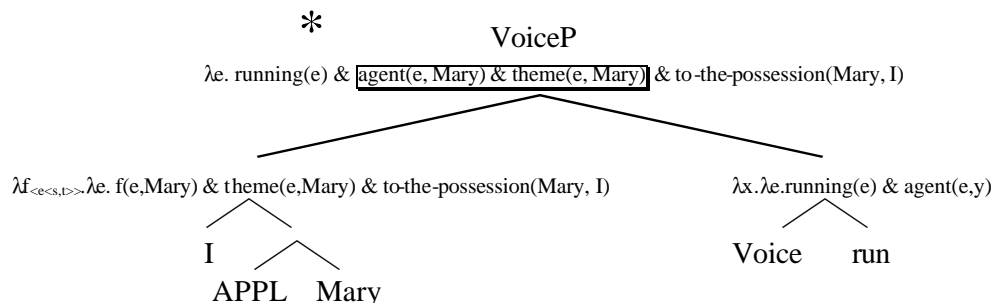 *
VoiceP
λe. running(e) & agent(e, Mary) & theme(e, Mary) & to-the-possession(Mary, I)
λf<e<s,t>>.λe. f(e,Mary) & theme(e,Mary) & to-the-possession(Mary, I)
λx.λe.running(e) & agent(e,y)
I
Voice run
APPL Mary